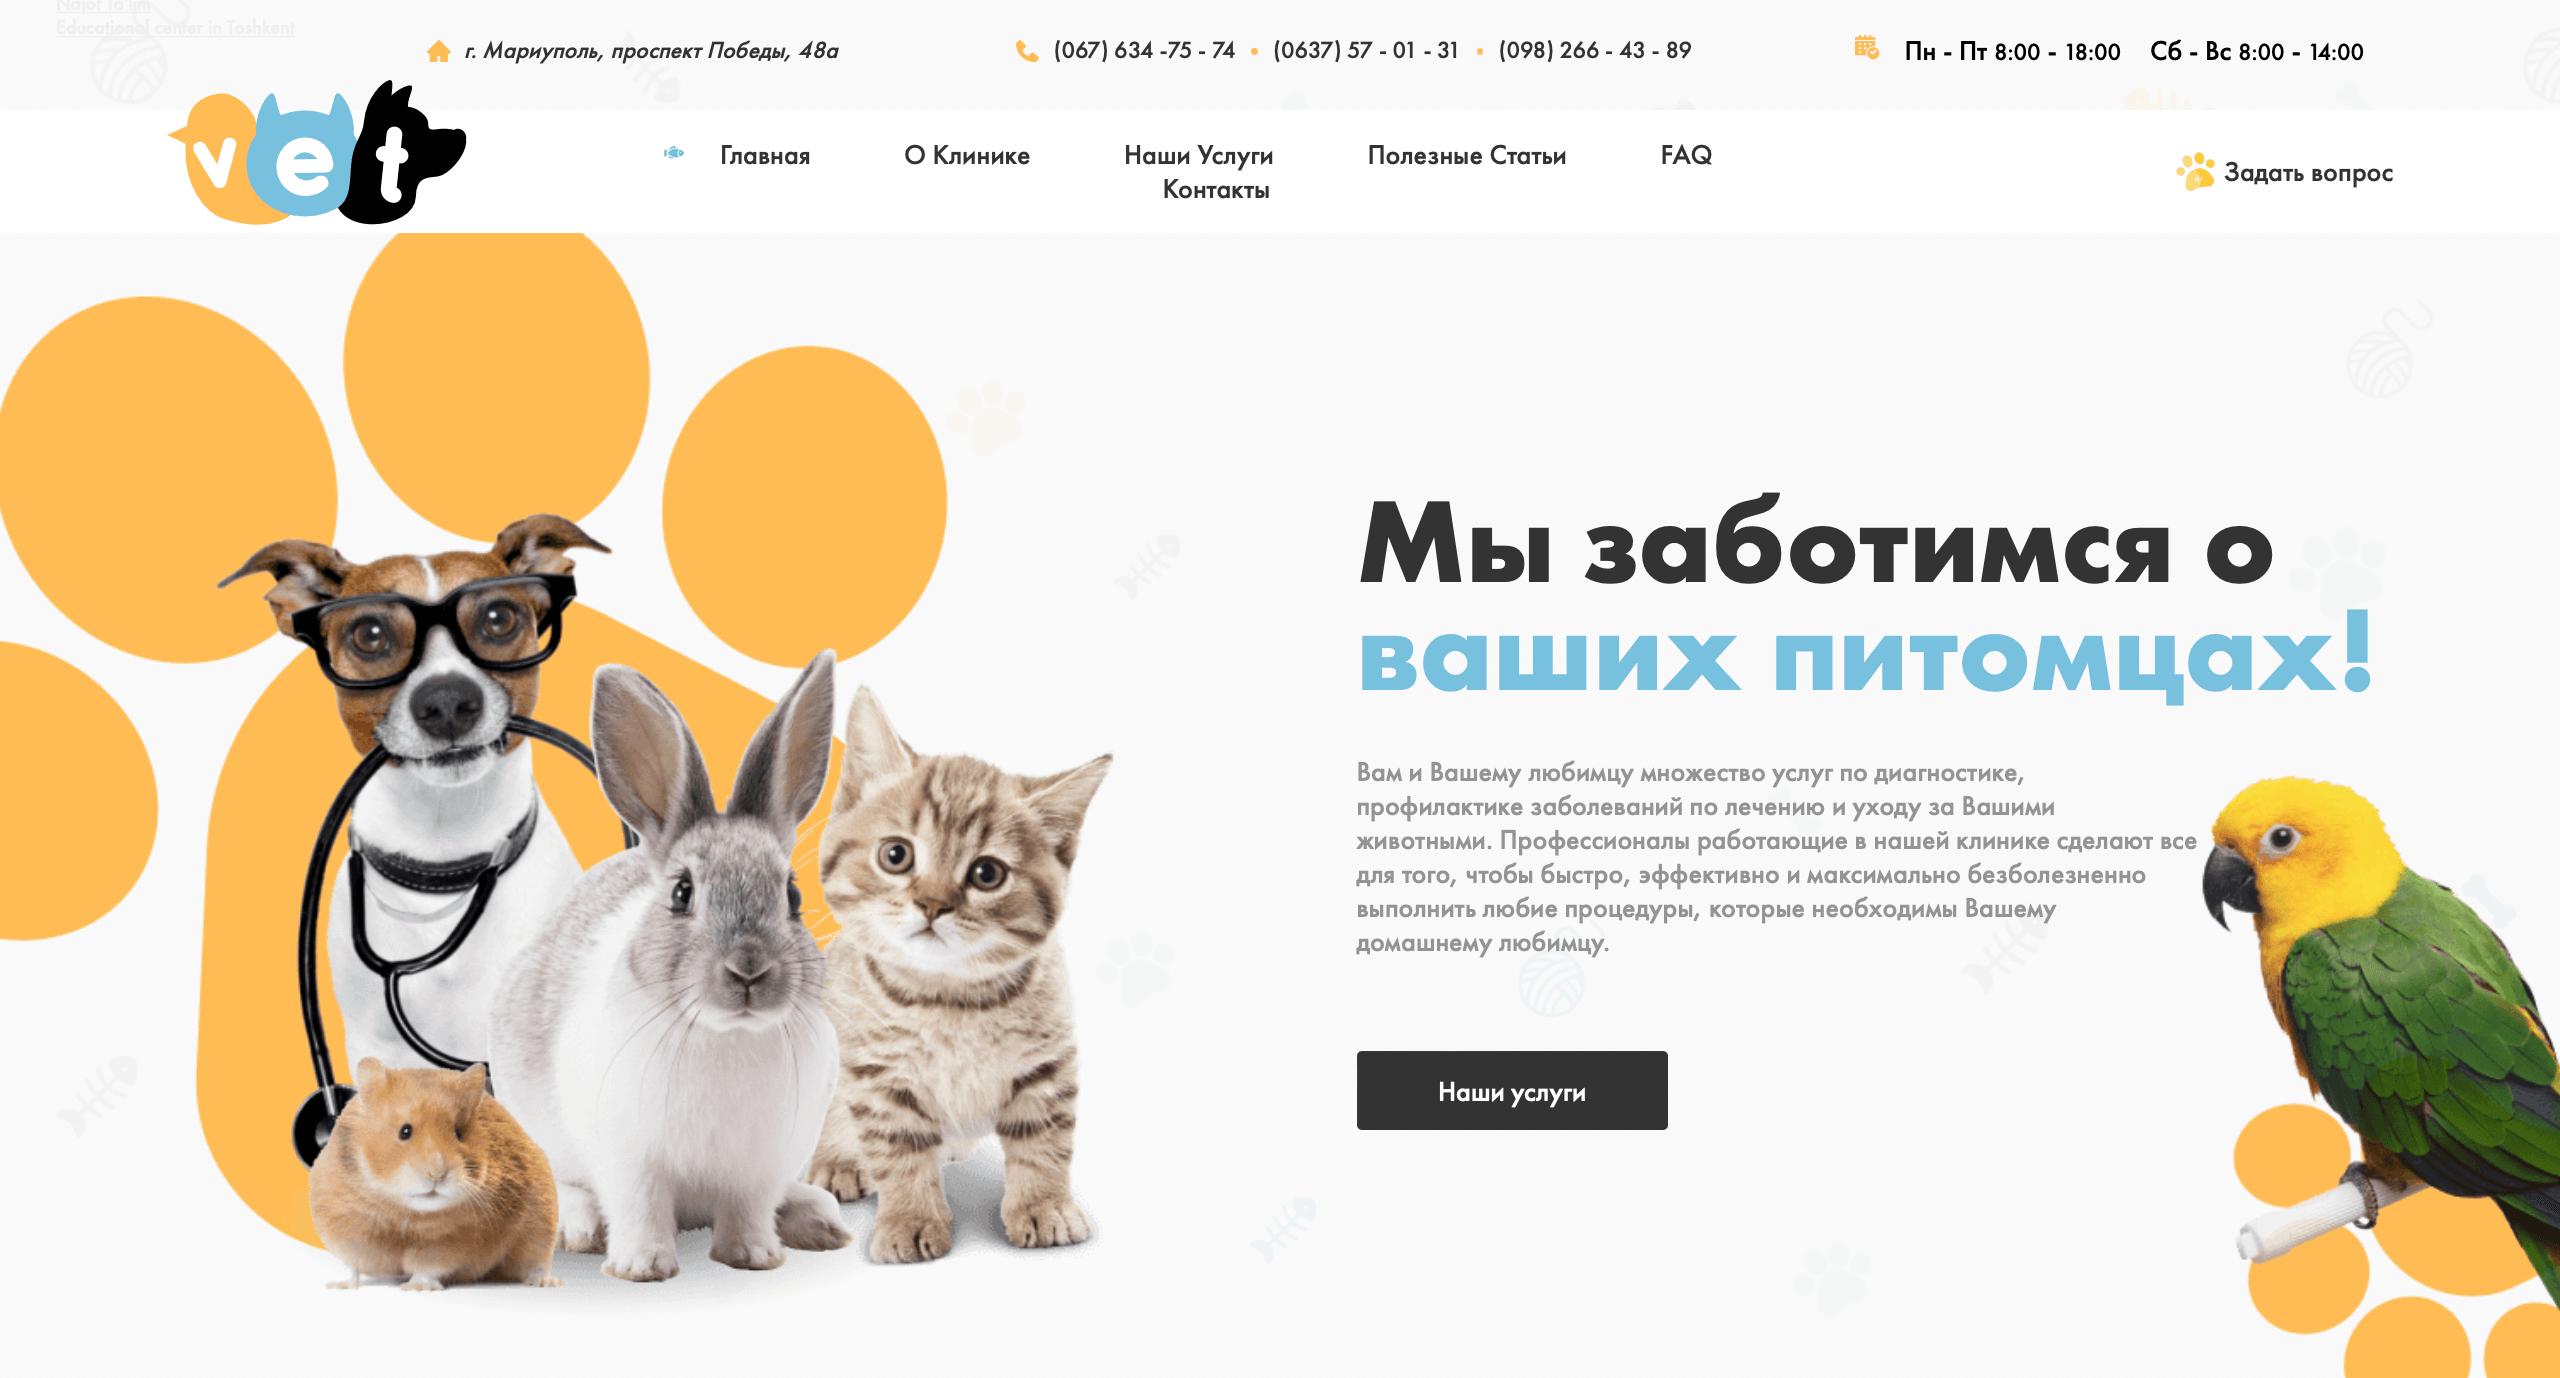 Najot Ta'lim
Educational center in Toshkent
г. Мариуполь, проспект Победы, 48а
(067) 634 -75 - 74 • (0637) 57 - 01 - 31 • (098) 266 - 43 - 89
Пн - Пт 8:00 - 18:00 Сб - Вс 8:00 - 14:00
vet
Главная О Клинике Наши Услуги Полезные Статьи FAQ
Контакты
Задать вопрос
Мы заботимся о
ваших питомцах!
Вам и Вашему любимцу множество услуг по диагностике,
профилактике заболеваний по лечению и уходу за Вашими
животными. Профессионалы работающие в нашей клинике сделают все
для того, чтобы быстро, эффективно и максимально безболезненно
выполнить любие процедуры, которые необходимы Вашему
домашнему любимцу.
Наши услуги